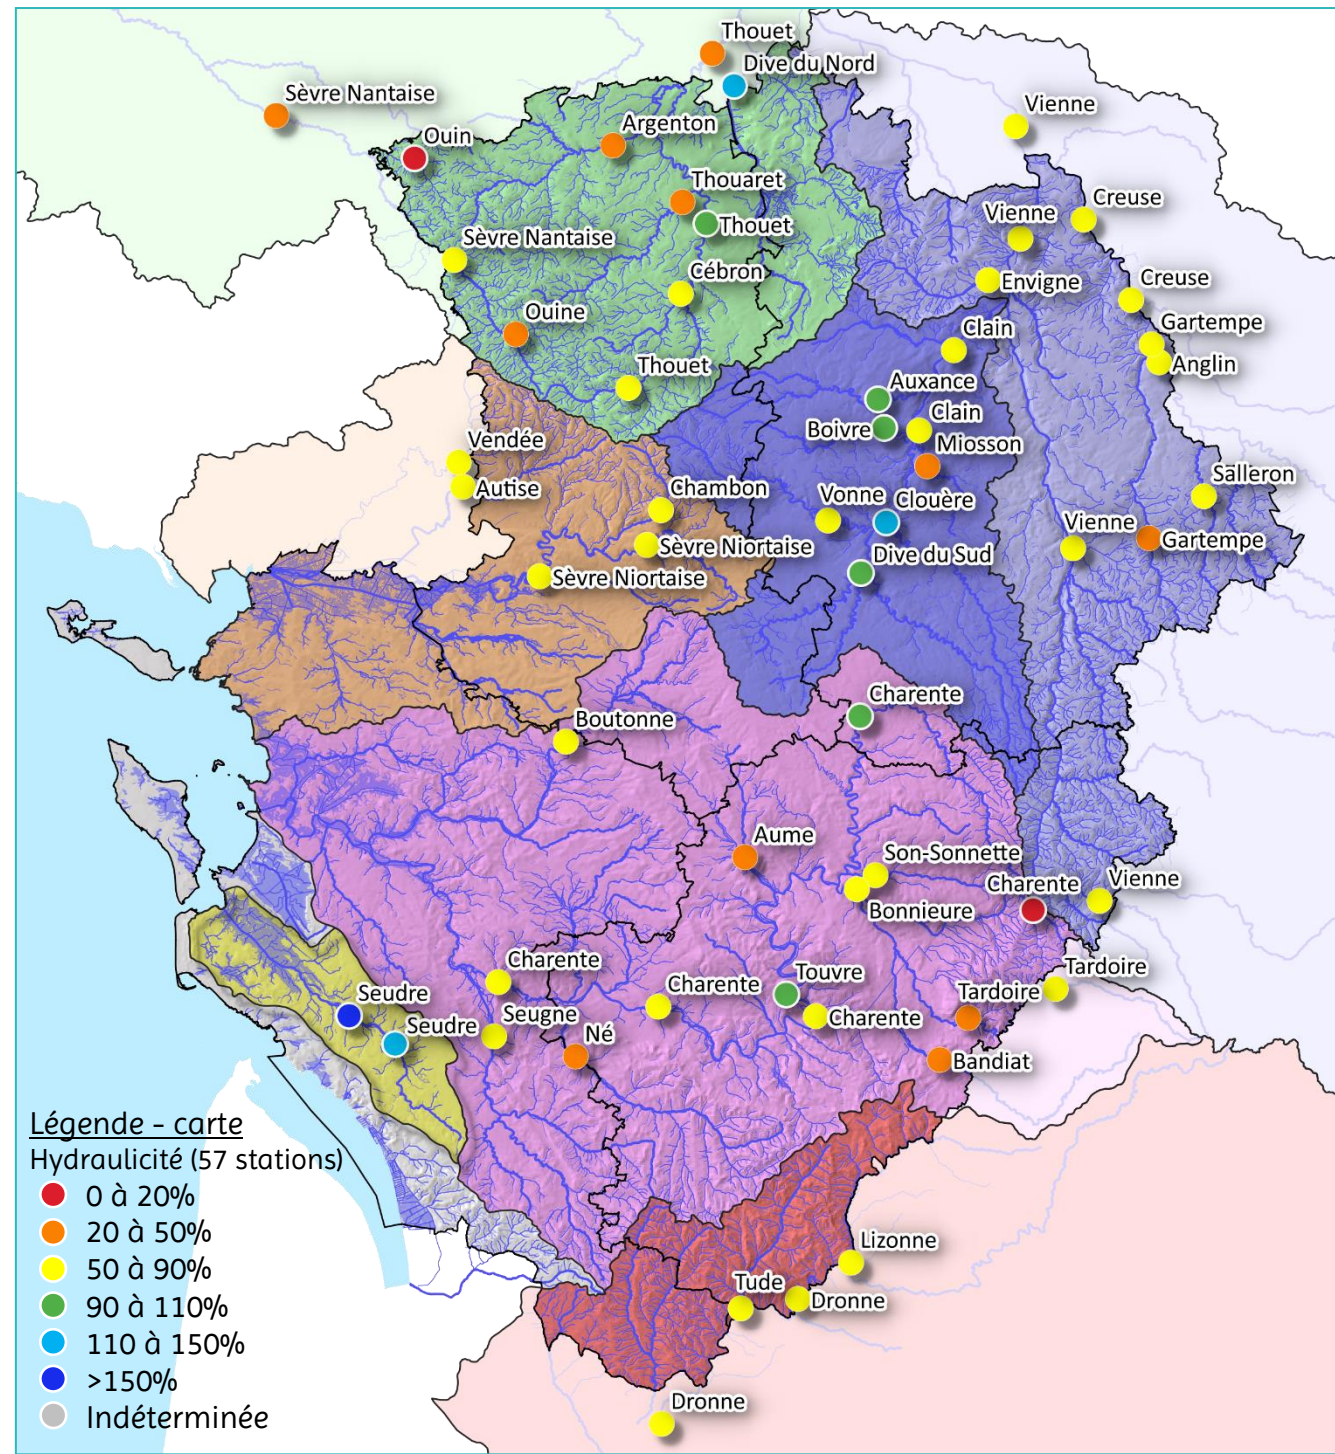 Thouet
Dive du Nord
Sèvre Nantaise
Vienne
Argenton
Ouin
Thouaret
Creuse
Vienne
Thouet
Sèvre Nantaise
Cébron
Creuse
Envigne
Ouine
Gartempe
Clain
Thouet
Anglin
Auxance
Clain
Boivre
Vendée
Miosson
Sălleron
Autise
Chambon
Vonne
Clouère
Vienne
Gartempe
Sèvre Niortaise
Dive du Sud
Sèvre Niortaise
Charente
Boutonne
Aume
Son-Sonnette
Charente
Vienne
Bonnieure
Charente
Touvre
Tardoire
Charente
Tardoire
Seudre
Seugne
Charente
Seudre
Né
Bandiat
Lizonne
Tude
Dronne
Dronne
Légende - carte
Hydraulicité (57 stations)
0 à 20%
20 à 50%
50 à 90%
90 à 110%
110 à 150%
>150%
Indéterminée